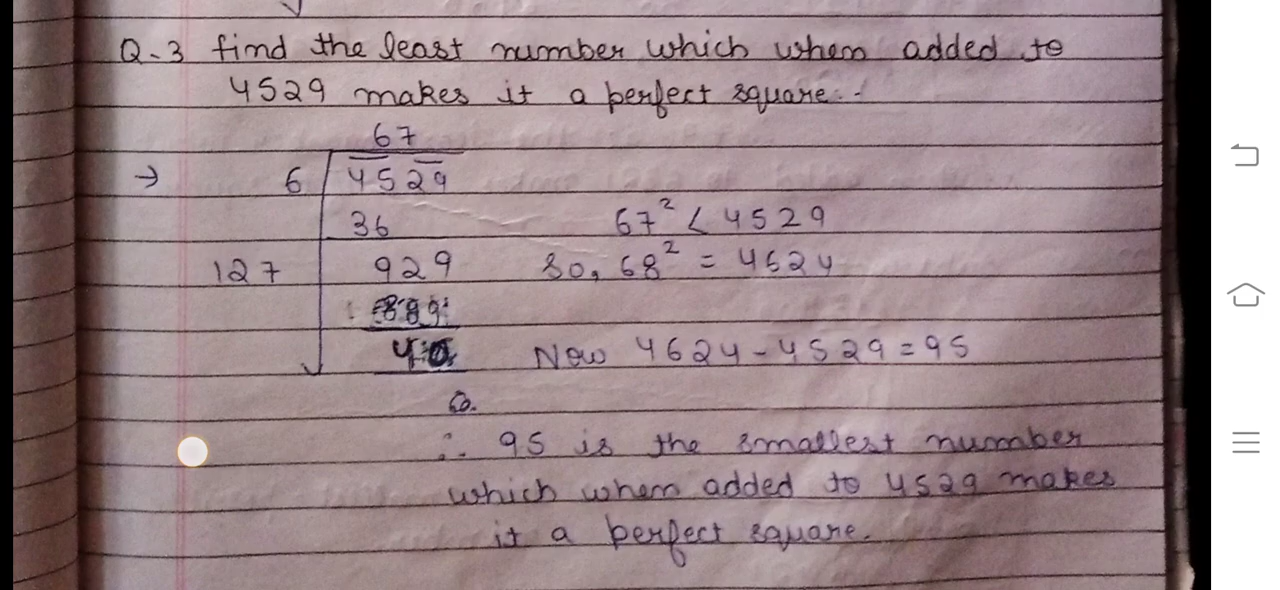 Q-3 find the least number which when added to
4529 makes it a perfect square.
67
→ 6 4529
36 67² < 4529
127 929 So, 68² = 4624
889
40 Now 4624 - 4529 = 95
∴ 95 is the smallest number
which when added to 4529 makes
it a perfect square.